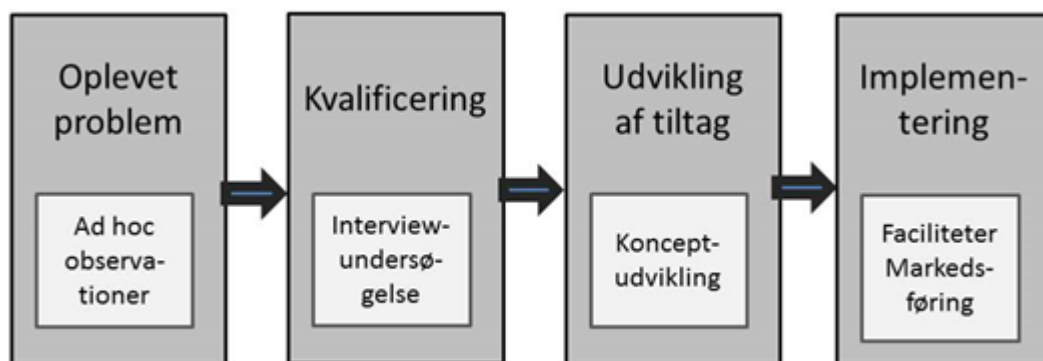 Oplevet
problem
Ad hoc
observa-
tioner
Kvalificering
Interview-
undersø-
gelse
Udvikling
af tiltag
Koncept-
udvikling
Implemen-
tering
Faciliteter
Markeds-
føring